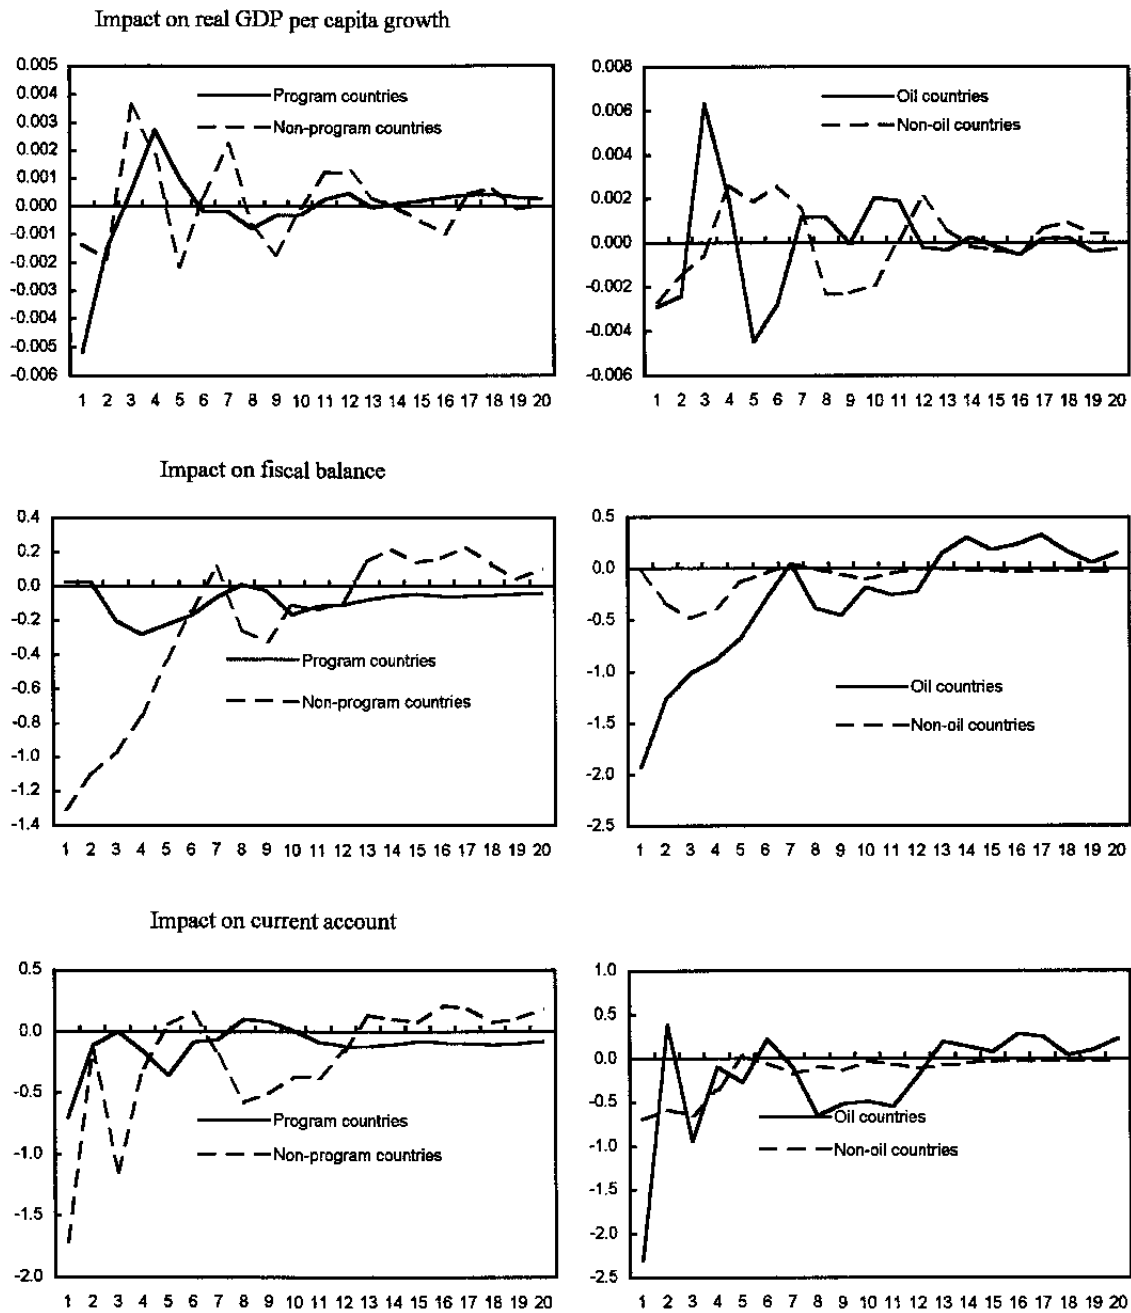 Impact on real GDP per capita growth
0.005
0.004
0.003
0.002
0.001
0.000
-0.001
-0.002
-0.003
-0.004
-0.005
-0.006
Program countries
Non-program countries
1 2 3 4 5 6 7 8 9 10 11 12 13 14 15 16 17 18 19 20
0.008
0.006
0.004
0.002
0.000
-0.002
-0.004
-0.006
Oil countries
Non-oil countries
1 2 3 4 5 6 7 8 9 10 11 12 13 14 15 16 17 18 19 20
Impact on fiscal balance
0.4
0.2
0.0
-0.2
-0.4
-0.6
-0.8
-1.0
-1.2
-1.4
Program countries
Non-program countries
1 2 3 4 5 6 7 8 9 10 11 12 13 14 15 16 17 18 19 20
0.5
0.0
-0.5
-1.0
-1.5
-2.0
-2.5
Oil countries
Non-oil countries
1 2 3 4 5 6 7 8 9 10 11 12 13 14 15 16 17 18 19 20
Impact on current account
0.5
0.0
-0.5
-1.0
-1.5
-2.0
Program countries
Non-program countries
1 2 3 4 5 6 7 8 9 10 11 12 13 14 15 16 17 18 19 20
1.0
0.5
0.0
-0.5
-1.0
-1.5
-2.0
-2.5
Oil countries
Non-oil countries
1 2 3 4 5 6 7 8 9 10 11 12 13 14 15 16 17 18 19 20